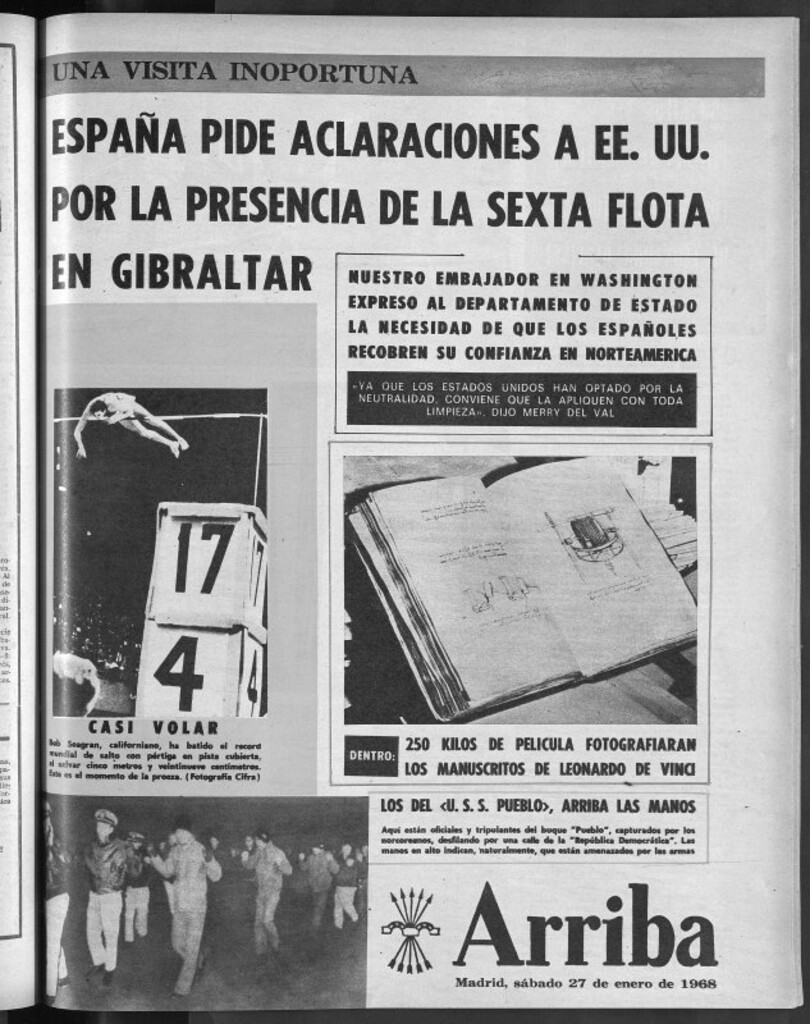 UNA VISITA INOPORTUNA
ESPAÑA PIDE ACLARACIONES A EE. UU.
POR LA PRESENCIA DE LA SEXTA FLOTA
EN GIBRALTAR
NUESTRO EMBAJADOR EN WASHINGTON
EXPRESO AL DEPARTAMENTO DE ESTADO
LA NECESIDAD DE QUE LOS ESPAÑOLES
RECOBREN SU CONFIANZA EN NORTEAMERICA
«YA QUE LOS ESTADOS UNIDOS HAN OPTADO POR LA
NEUTRALIDAD, CONVIENE QUE LA APLIQUEN CON TODA
LIMPIEZA», DIJO MERRY DEL VAL
17
4
4
CASI VOLAR
Bob Seagran, californiano, ha batido el record
mundial de salto con pértiga en pista cubierta,
al salvar cinco metros y veintinueve centímetros.
Este es el momento de la proeza. (Fotografía Cifra)
DENTRO:
250 KILOS DE PELICULA FOTOGRAFIARAN
LOS MANUSCRITOS DE LEONARDO DE VINCI
LOS DEL «U. S. S. PUEBLO», ARRIBA LAS MANOS
Aquí están oficiales y tripulantes del buque "Pueblo", capturados por los
norcoreanos, desfilando por una calle de la "República Democrática". Las
manos en alto indican, naturalmente, que están amenazados por las armas
Arriba
Madrid, sábado 27 de enero de 1968